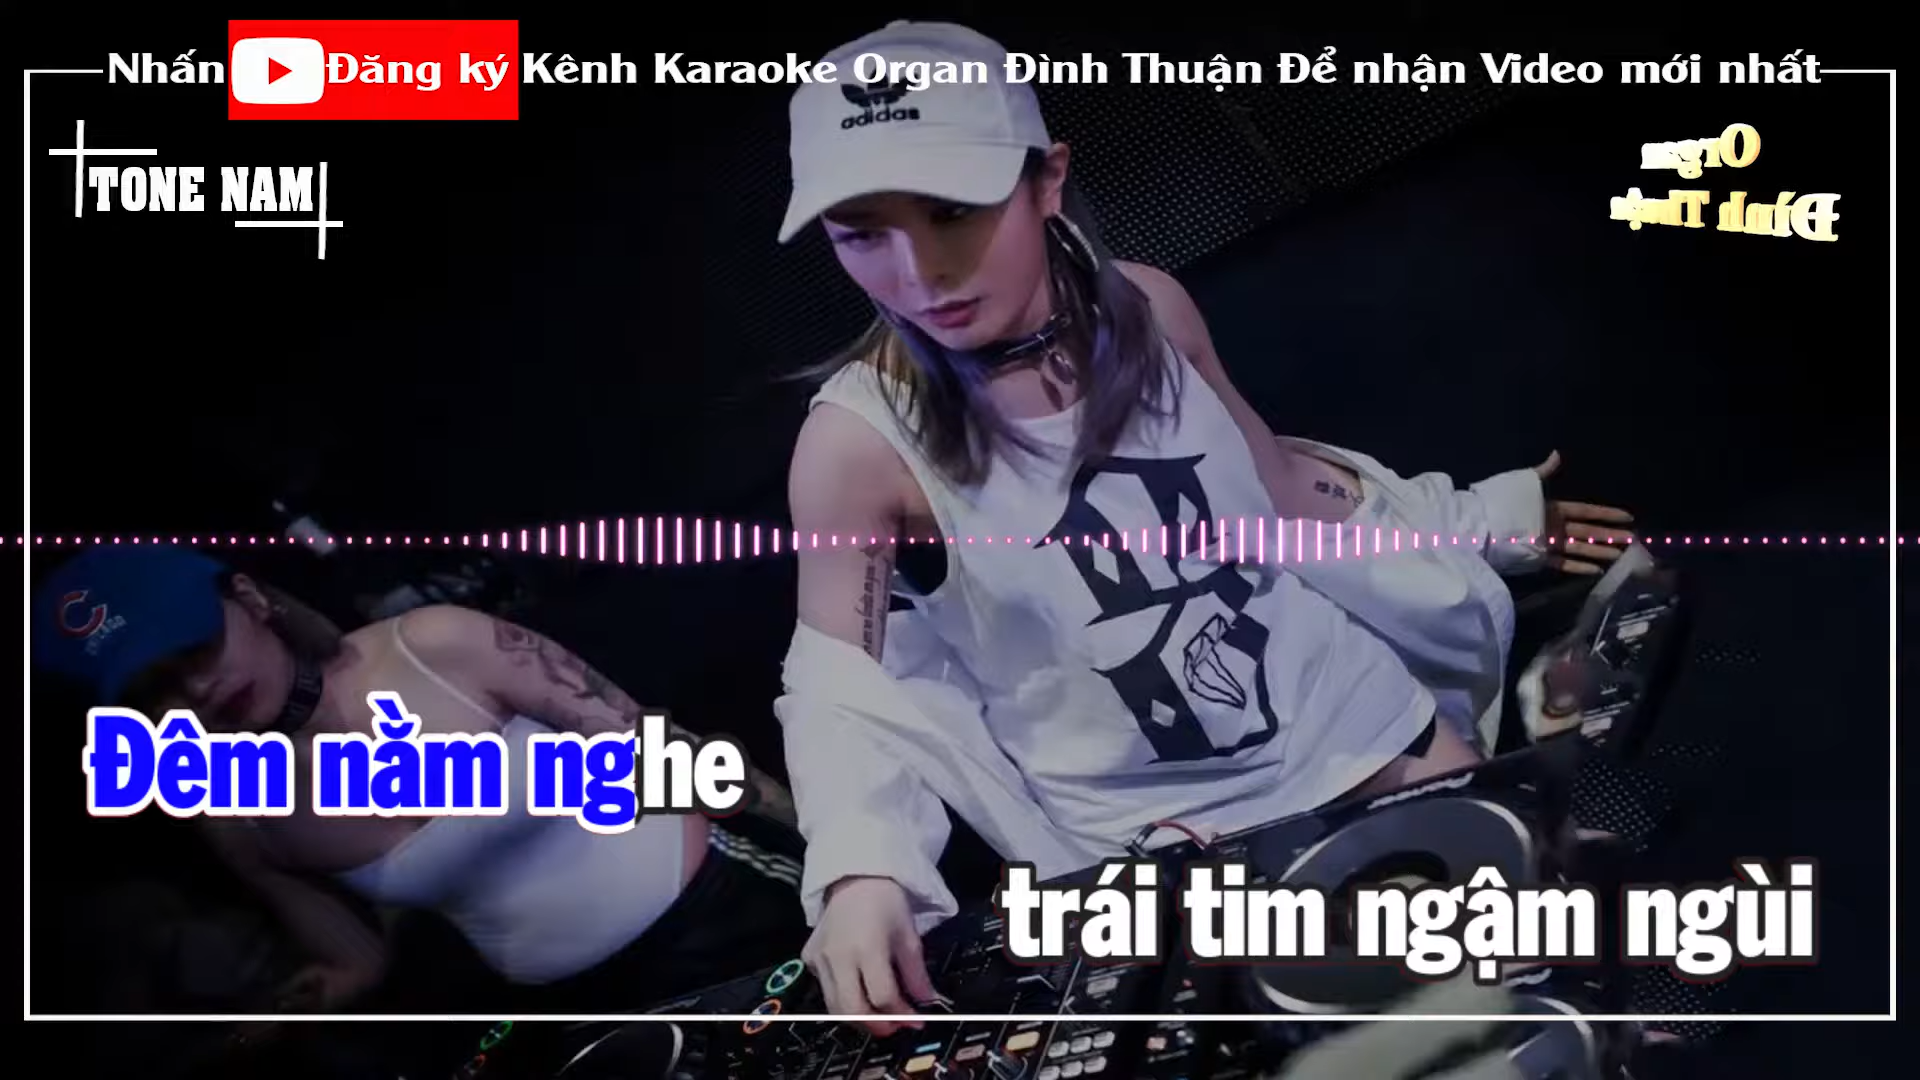 Nhấn Đăng ký Kênh Karaoke Organ Đình Thuận Để nhận Video mới nhất
adidas
TONE NAM
Organ
Đình Thuận
Đêm nằm nghe
trái tim ngậm ngùi